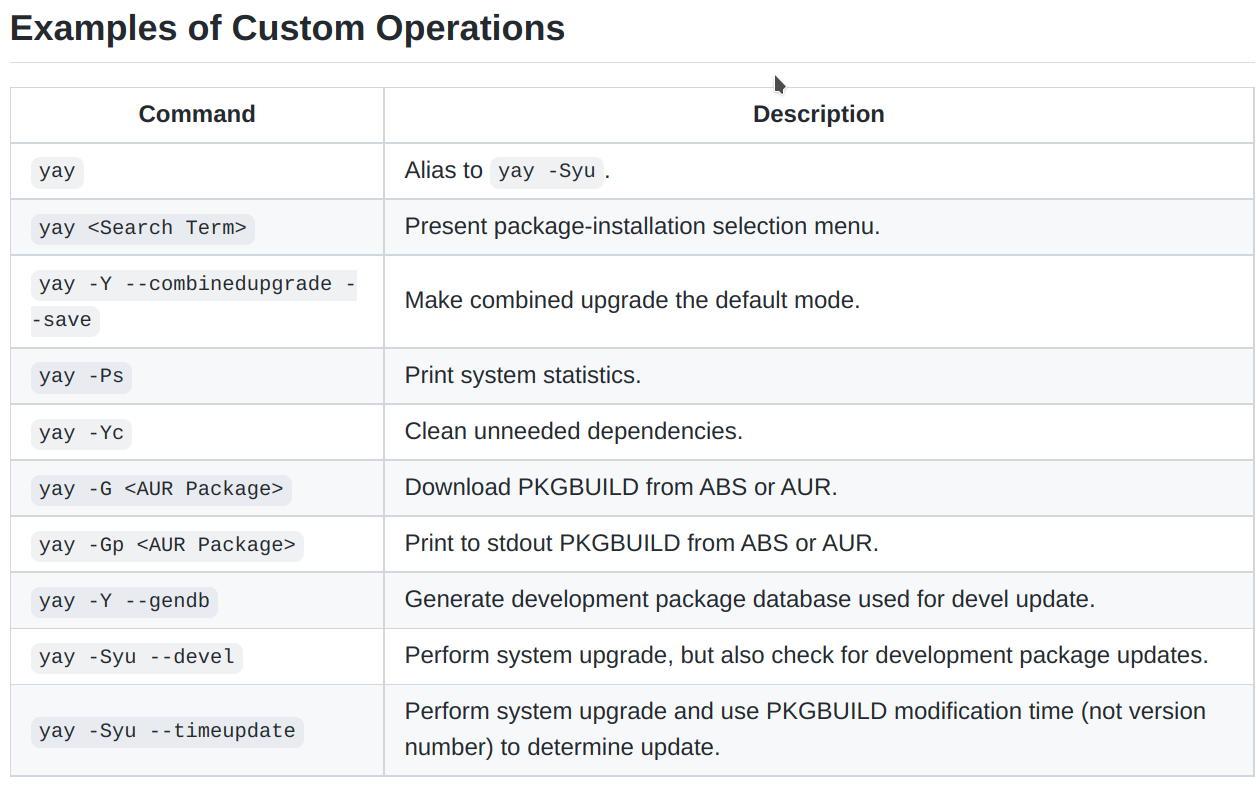 Examples of Custom Operations
Command Description
yay Alias to yay -Syu.
yay <Search Term> Present package-installation selection menu.
yay -Y --combinedupgrade -
-save
Make combined upgrade the default mode.
yay -Ps Print system statistics.
yay -Yc Clean unneeded dependencies.
yay -G <AUR Package> Download PKGBUILD from ABS or AUR.
yay -Gp <AUR Package> Print to stdout PKGBUILD from ABS or AUR.
yay -Y --gendb Generate development package database used for devel update.
yay -Syu --devel Perform system upgrade, but also check for development package updates.
yay -Syu --timeupdate
Perform system upgrade and use PKGBUILD modification time (not version
number) to determine update.